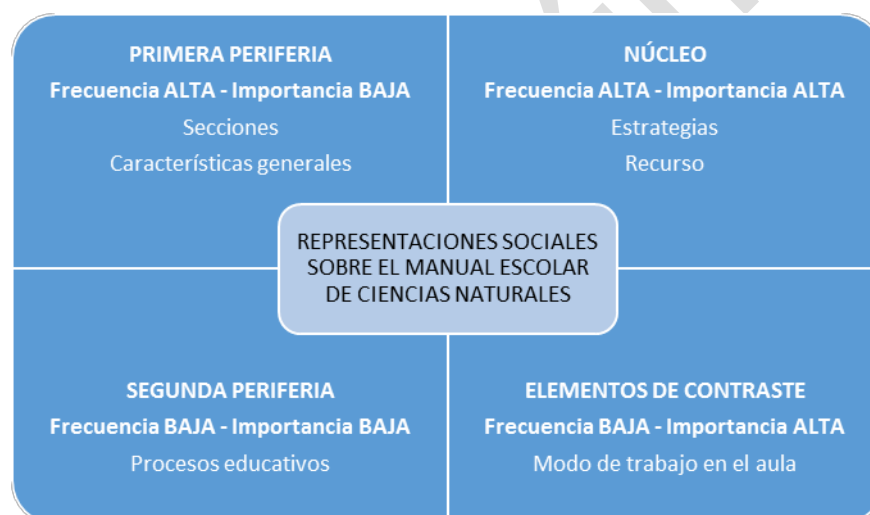 PRIMERA PERIFERIA
Frecuencia ALTA - Importancia BAJA
Secciones
Características generales
NÚCLEO
Frecuencia ALTA - Importancia ALTA
Estrategias
Recurso
REPRESENTACIONES SOCIALES
SOBRE EL MANUAL ESCOLAR
DE CIENCIAS NATURALES
SEGUNDA PERIFERIA
Frecuencia BAJA - Importancia BAJA
Procesos educativos
ELEMENTOS DE CONTRASTE
Frecuencia BAJA - Importancia ALTA
Modo de trabajo en el aula